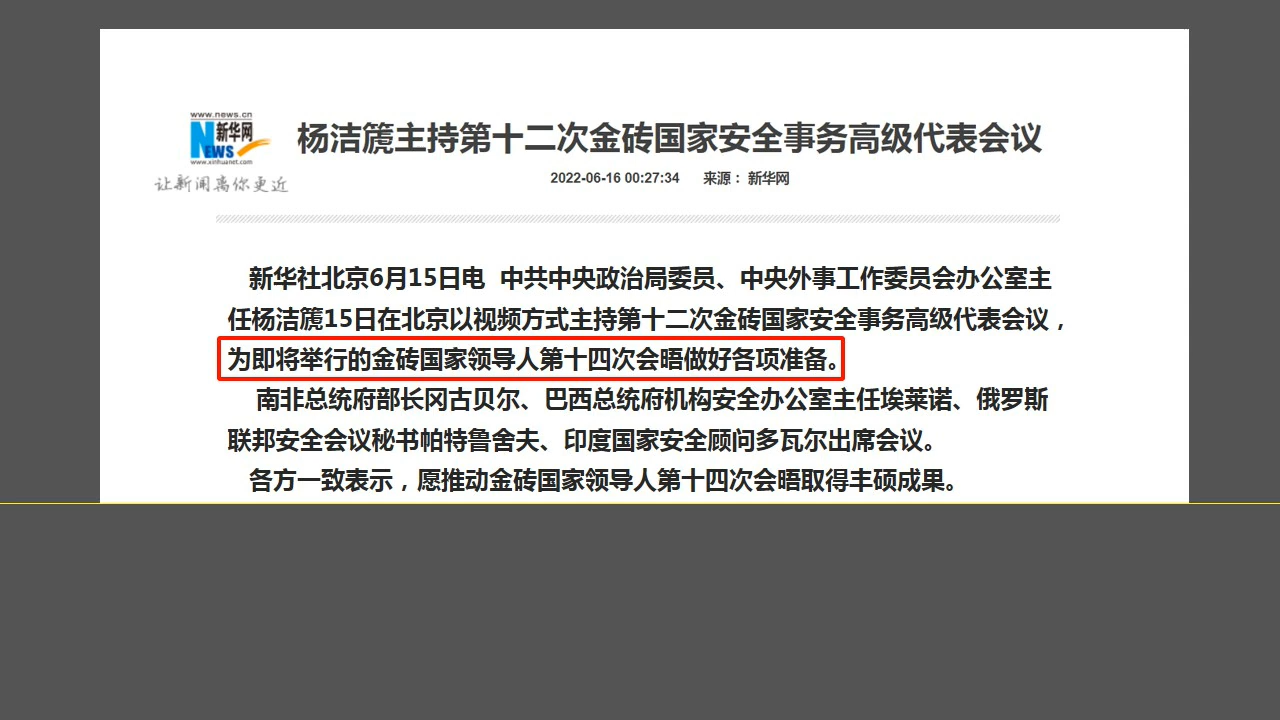 www.news.cn
新华网
NEWS
www.xinhuanet.com
让新闻离你更近
杨洁篪主持第十二次金砖国家安全事务高级代表会议
2022-06-16 00:27:34 来源： 新华网
新华社北京6月15日电 中共中央政治局委员、中央外事工作委员会办公室主
任杨洁篪15日在北京以视频方式主持第十二次金砖国家安全事务高级代表会议，
为即将举行的金砖国家领导人第十四次会晤做好各项准备。
南非总统府部长冈古贝尔、巴西总统府机构安全办公室主任埃莱诺、俄罗斯
联邦安全会议秘书帕特鲁舍夫、印度国家安全顾问多瓦尔出席会议。
各方一致表示，愿推动金砖国家领导人第十四次会晤取得丰硕成果。